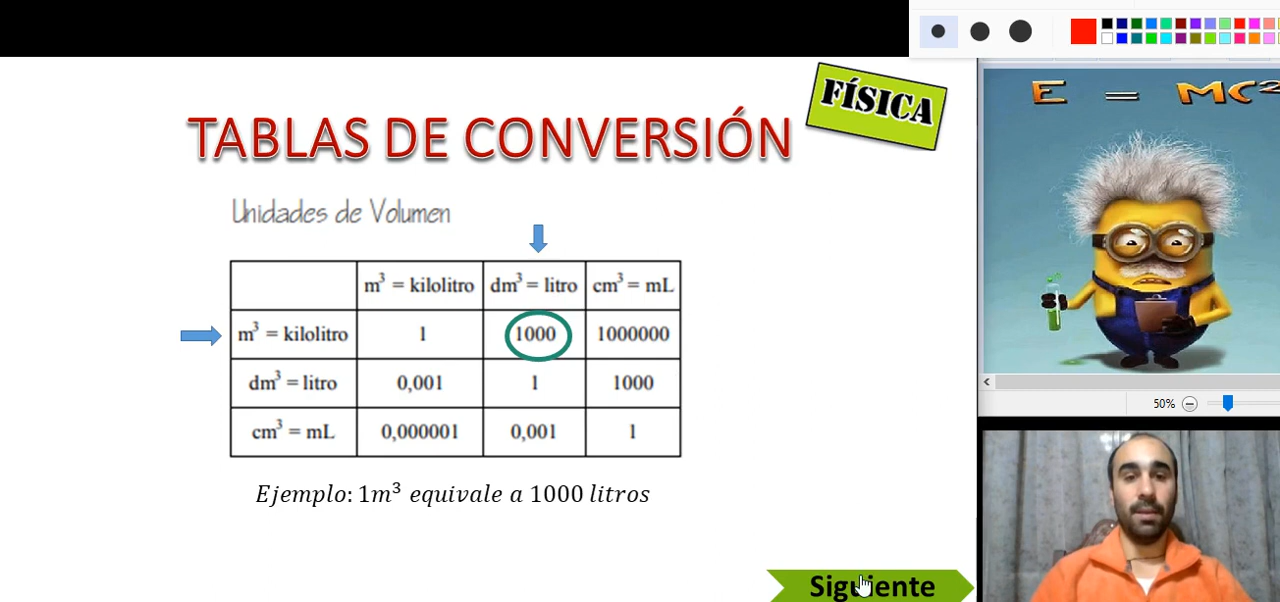 FÍSICA
E = MC²
TABLAS DE CONVERSIÓN
Unidades de Volumen
m³ = kilolitro dm³ = litro cm³ = mL
m³ = kilolitro 1 1000 1000000
dm³ = litro 0,001 1 1000
cm³ = mL 0,000001 0,001 1
50%
Ejemplo: 1m³ equivale a 1000 litros
Siguiente